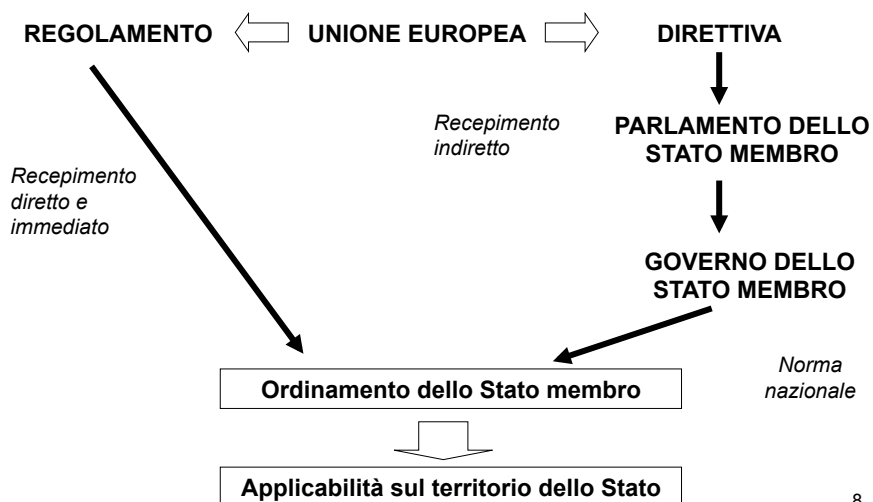 REGOLAMENTO UNIONE EUROPEA DIRETTIVA
Recepimento
indiretto
PARLAMENTO DELLO
STATO MEMBRO
Recepimento
diretto e
immediato
GOVERNO DELLO
STATO MEMBRO
Norma
nazionale
Ordinamento dello Stato membro
Applicabilità sul territorio dello Stato
8